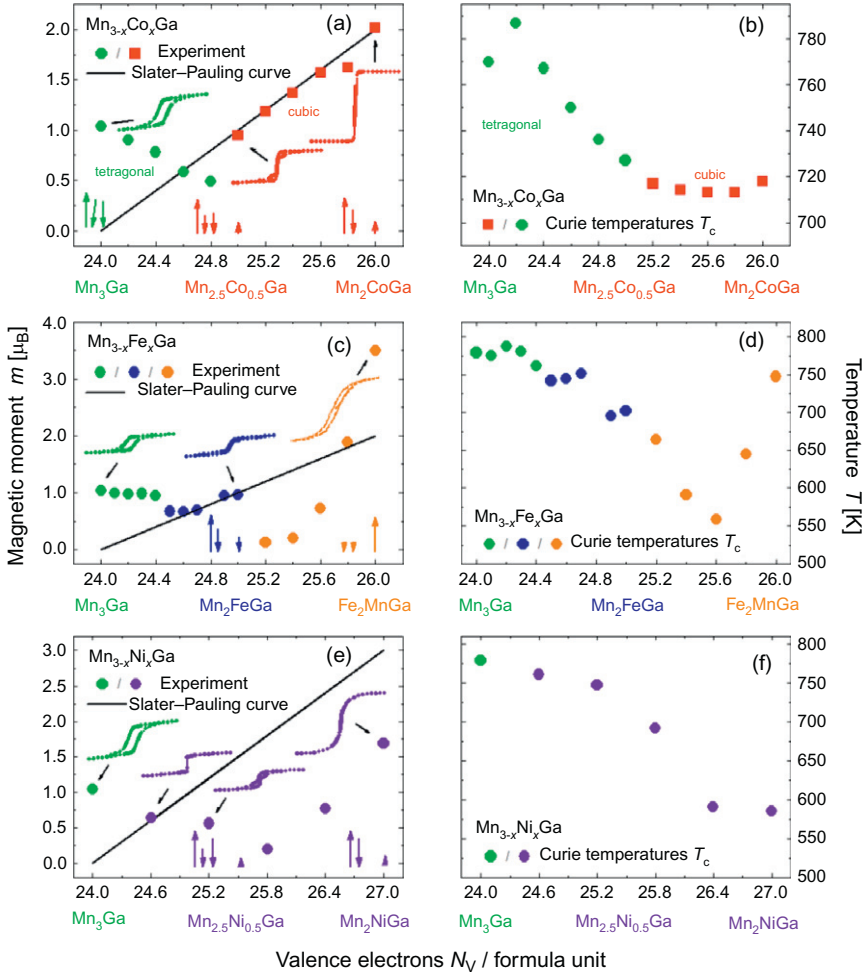 (a)
Mn3-xCoxGa
/ Experiment
Slater–Pauling curve
cubic
tetragonal
2.0
1.5
1.0
0.5
0.0
24.0 24.4 24.8 25.2 25.6 26.0
Mn3Ga Mn2.5Co0.5Ga Mn2CoGa
(b)
780
760
740
720
700
tetragonal
cubic
Mn3-xCoxGa
/ Curie temperatures Tc
24.0 24.4 24.8 25.2 25.6 26.0
Mn3Ga Mn2.5Co0.5Ga Mn2CoGa
Magnetic moment m [μB]
(c)
Mn3-xFexGa
/ / Experiment
Slater–Pauling curve
4.0
3.0
2.0
1.0
0.0
24.0 24.4 24.8 25.2 25.6 26.0
Mn3Ga Mn2FeGa Fe2MnGa
(d)
800
750
700
650
600
550
500
Mn3-xFexGa
/ / Curie temperatures Tc
24.0 24.4 24.8 25.2 25.6 26.0
Mn3Ga Mn2FeGa Fe2MnGa
Temperature T [K]
(e)
Mn3-xNixGa
/ Experiment
Slater–Pauling curve
3.0
2.5
2.0
1.5
1.0
0.5
0.0
24.0 24.6 25.2 25.8 26.4 27.0
Mn3Ga Mn2.5Ni0.5Ga Mn2NiGa
(f)
800
750
700
650
600
550
500
Mn3-xNixGa
/ Curie temperatures Tc
24.0 24.6 25.2 25.8 26.4 27.0
Mn3Ga Mn2.5Ni0.5Ga Mn2NiGa
Valence electrons NV / formula unit